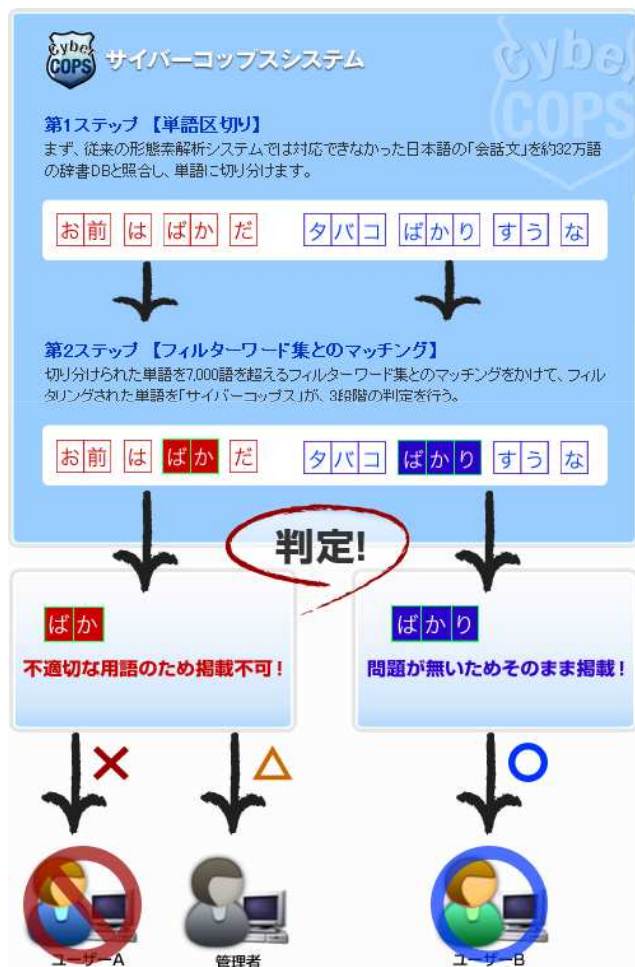 Cyber COPS サイバーコップスシステム
Cyber COPS
第1ステップ 【単語区切り】
まず、従来の形態素解析システムでは対応できなかった日本語の「会話文」を約32万語
の辞書DBと照合し、単語に切り分けます。
お前 は ばか だ タバコ ばかり すう な
第2ステップ 【フィルターワード集とのマッチング】
切り分けられた単語を7,000語を超えるフィルターワード集とのマッチングをかけて、フィル
タリングされた単語を「サイバーコップス」が、3段階の判定を行う。
お前 は ばか だ タバコ ばかり すう な
判定!
ばか ばかり
不適切な用語のため掲載不可! 問題が無いためそのまま掲載!
ユーザーA 管理者 ユーザーB